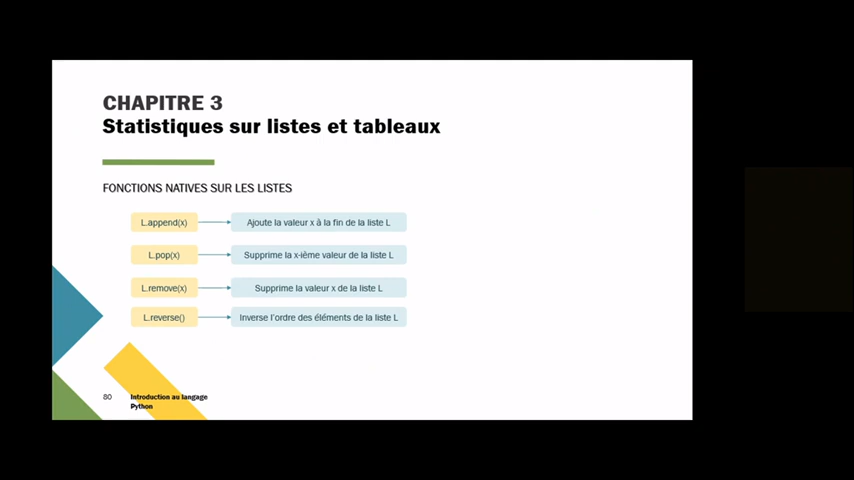 CHAPITRE 3
Statistiques sur listes et tableaux
FONCTIONS NATIVES SUR LES LISTES
L.append(x) Ajoute la valeur x à la fin de la liste L
L.pop(x) Supprime la x-ième valeur de la liste L
L.remove(x) Supprime la valeur x de la liste L
L.reverse() Inverse l'ordre des éléments de la liste L
80 Introduction au langage
Python